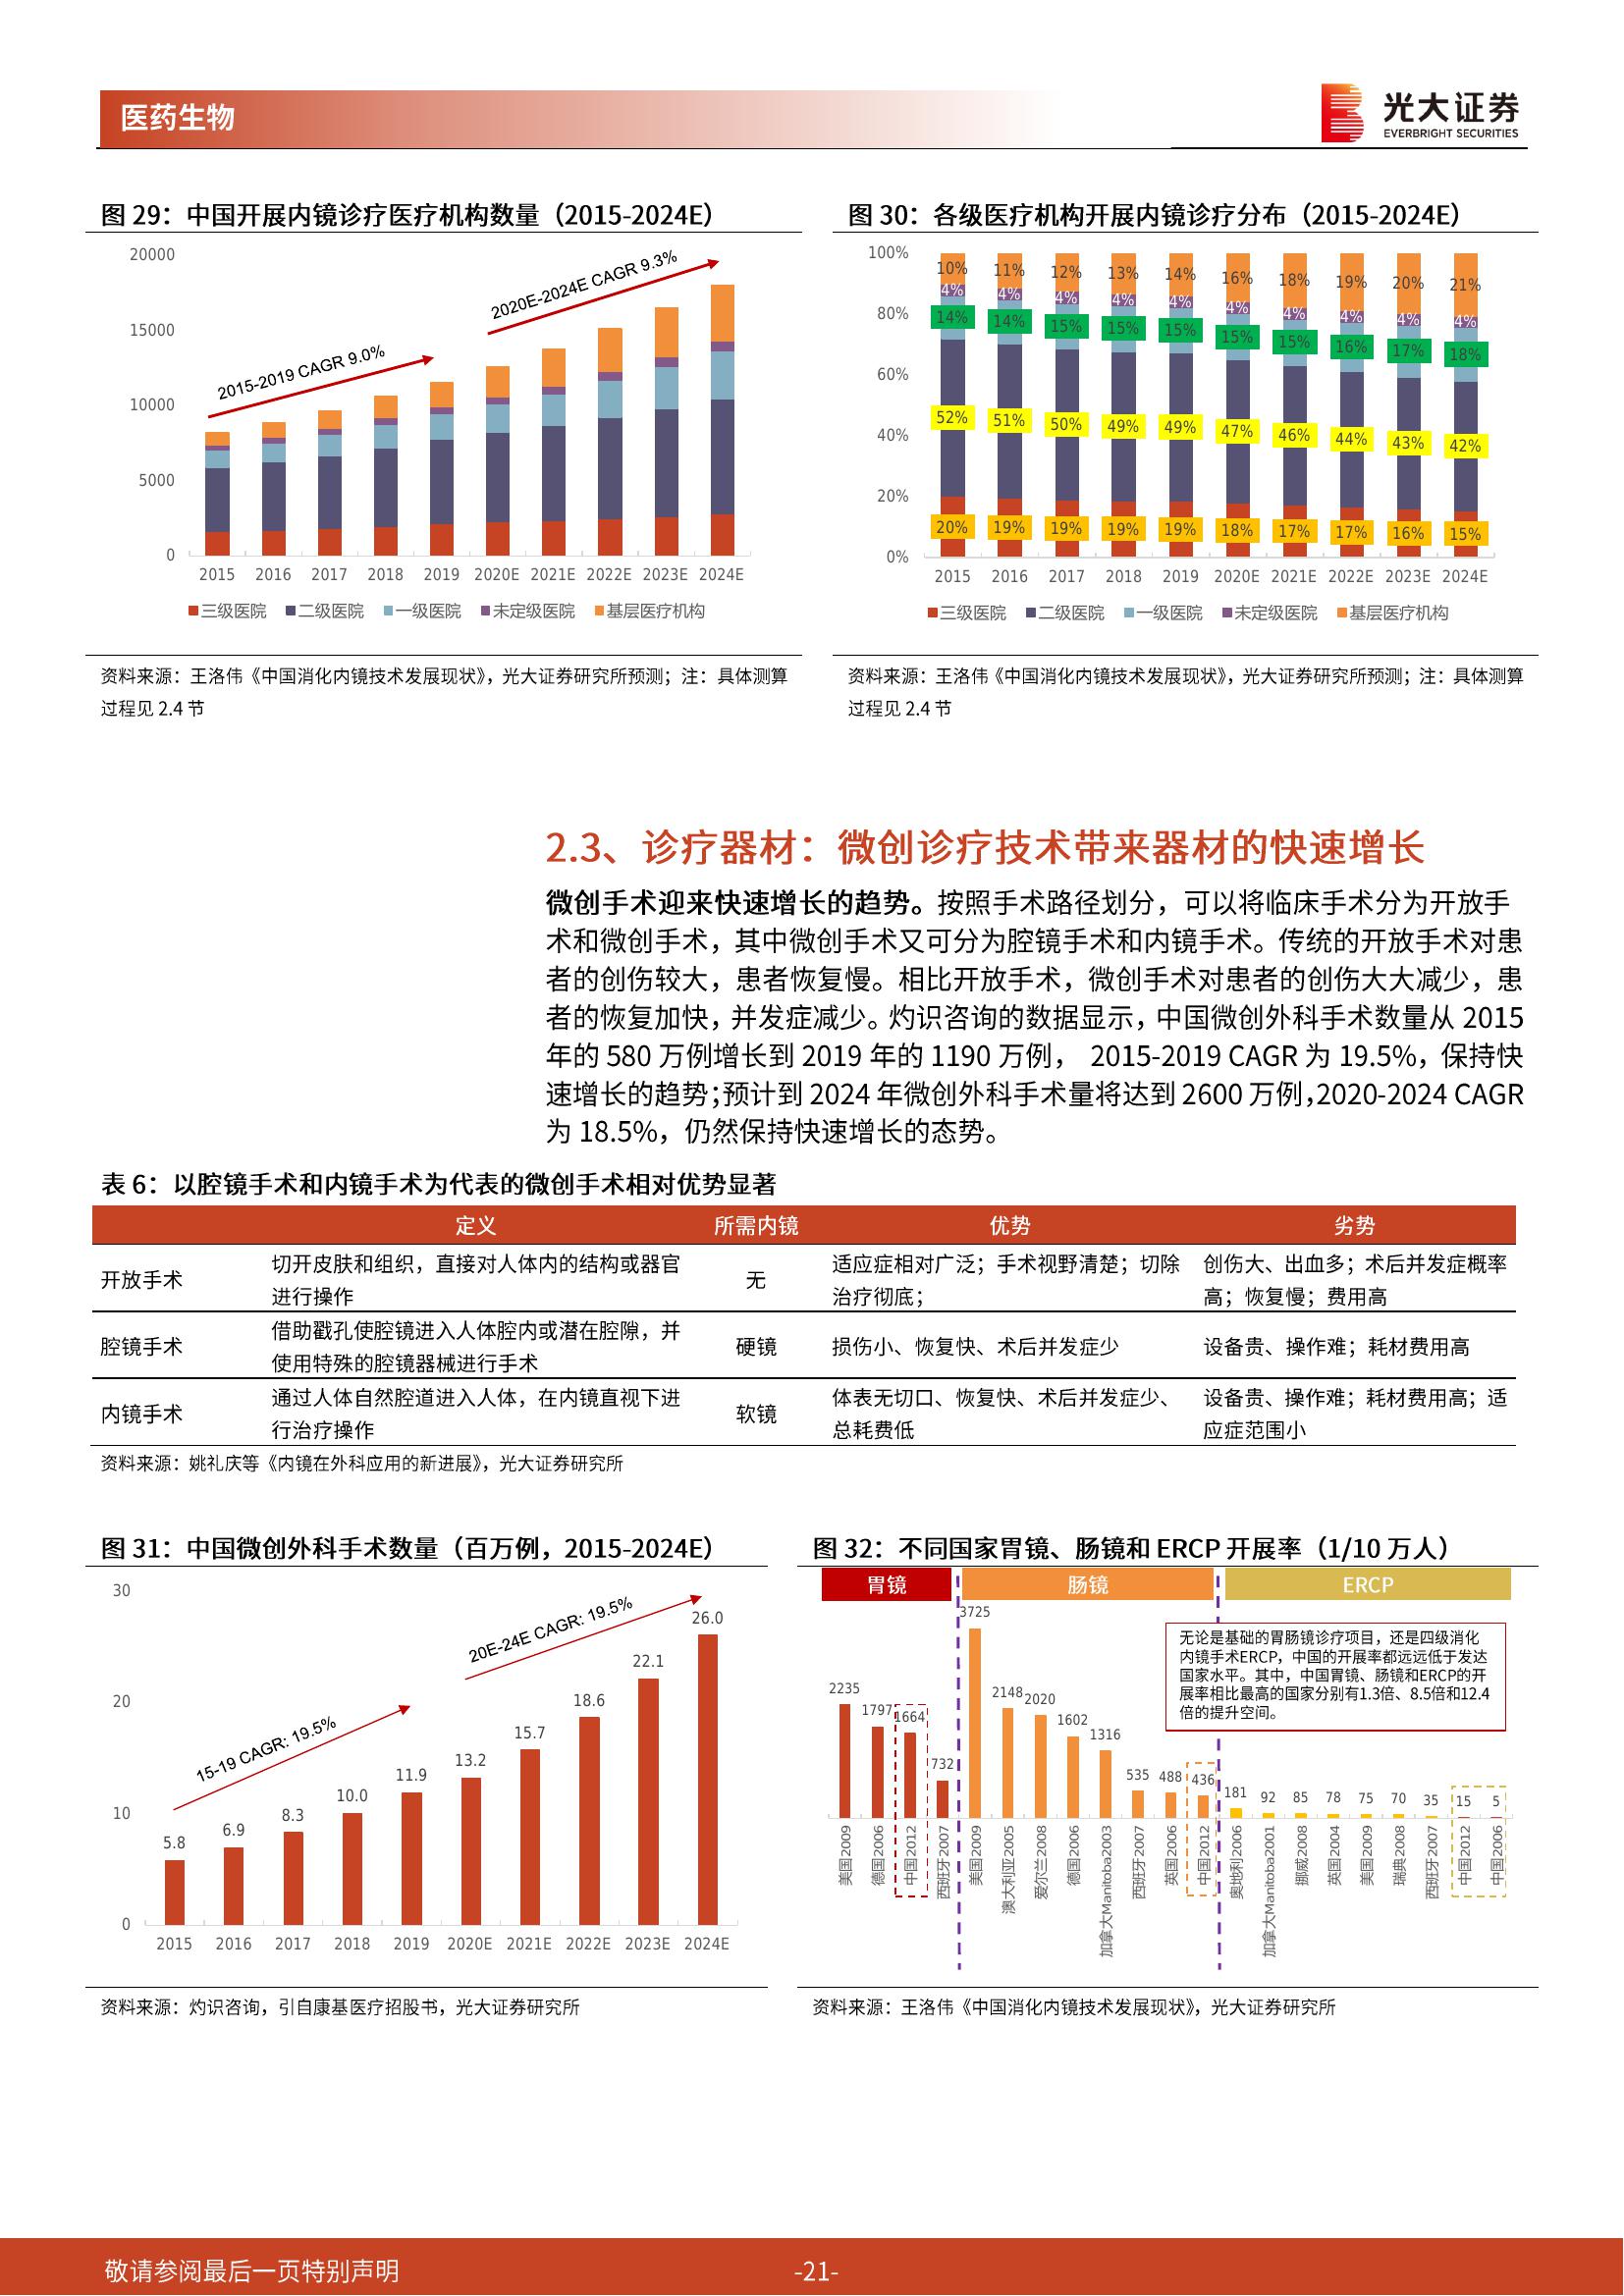 医药生物
光大证券
EVERBRIGHT SECURITIES
图 29：中国开展内镜诊疗医疗机构数量（2015-2024E）
20000
15000
10000
5000
0
2015-2019 CAGR 9.0%
2020E-2024E CAGR 9.3%
2015 2016 2017 2018 2019 2020E 2021E 2022E 2023E 2024E
三级医院 二级医院 一级医院 未定级医院 基层医疗机构
资料来源：王洛伟《中国消化内镜技术发展现状》，光大证券研究所预测；注：具体测算
过程见 2.4 节
图 30：各级医疗机构开展内镜诊疗分布（2015-2024E）
100%
80%
60%
40%
20%
0%
10% 11% 12% 13% 14% 16% 18% 19% 20% 21%
4% 4% 4% 4% 4% 4% 4% 4% 4% 4%
14% 14% 15% 15% 15% 15% 15% 16% 17% 18%
52% 51% 50% 49% 49% 47% 46% 44% 43% 42%
20% 19% 19% 19% 19% 18% 17% 17% 16% 15%
2015 2016 2017 2018 2019 2020E 2021E 2022E 2023E 2024E
三级医院 二级医院 一级医院 未定级医院 基层医疗机构
资料来源：王洛伟《中国消化内镜技术发展现状》，光大证券研究所预测；注：具体测算
过程见 2.4 节
2.3、诊疗器材：微创诊疗技术带来器材的快速增长
微创手术迎来快速增长的趋势。按照手术路径划分，可以将临床手术分为开放手
术和微创手术，其中微创手术又可分为腔镜手术和内镜手术。传统的开放手术对患
者的创伤较大，患者恢复慢。相比开放手术，微创手术对患者的创伤大大减少，患
者的恢复加快，并发症减少。灼识咨询的数据显示，中国微创外科手术数量从 2015
年的 580 万例增长到 2019 年的 1190 万例， 2015-2019 CAGR 为 19.5%，保持快
速增长的趋势；预计到 2024 年微创外科手术量将达到 2600 万例，2020-2024 CAGR
为 18.5%，仍然保持快速增长的态势。
表 6：以腔镜手术和内镜手术为代表的微创手术相对优势显著
定义 所需内镜 优势 劣势
开放手术 切开皮肤和组织，直接对人体内的结构或器官 无 适应症相对广泛；手术视野清楚；切除 创伤大、出血多；术后并发症概率
进行操作 治疗彻底； 高；恢复慢；费用高
腔镜手术 借助戳孔使腔镜进入人体腔内或潜在腔隙，并 硬镜 损伤小、恢复快、术后并发症少 设备贵、操作难；耗材费用高
使用特殊的腔镜器械进行手术
内镜手术 通过人体自然腔道进入人体，在内镜直视下进 软镜 体表无切口、恢复快、术后并发症少、 设备贵、操作难；耗材费用高；适
行治疗操作 总耗费低 应症范围小
资料来源：姚礼庆等《内镜在外科应用的新进展》，光大证券研究所
图 31：中国微创外科手术数量（百万例，2015-2024E）
30
20
10
0
15-19 CAGR: 19.5%
20E-24E CAGR: 19.5%
5.8 6.9 8.3 10.0 11.9 13.2 15.7 18.6 22.1 26.0
2015 2016 2017 2018 2019 2020E 2021E 2022E 2023E 2024E
资料来源：灼识咨询，引自康基医疗招股书，光大证券研究所
图 32：不同国家胃镜、肠镜和 ERCP 开展率（1/10 万人）
胃镜 肠镜 ERCP
无论是基础的胃肠镜诊疗项目，还是四级消化
内镜手术ERCP，中国的开展率都远远低于发达
国家水平。其中，中国胃镜、肠镜和ERCP的开
展率相比最高的国家分别有1.3倍、8.5倍和12.4
倍的提升空间。
2235 1797 1664 732 3725 2148 2020 1602 1316 535 488 436 181 92 85 78 75 70 35 15 5
美国2009 德国2006 中国2012 西班牙2007 美国2009 澳大利亚2005 爱尔兰2008 德国2006 加拿大Manitoba2003 西班牙2007 英国2006 中国2012 奥地利2006 加拿大Manitoba2001 挪威2008 英国2004 美国2009 瑞典2008 西班牙2007 中国2012 中国2006
资料来源：王洛伟《中国消化内镜技术发展现状》，光大证券研究所
敬请参阅最后一页特别声明
-21-